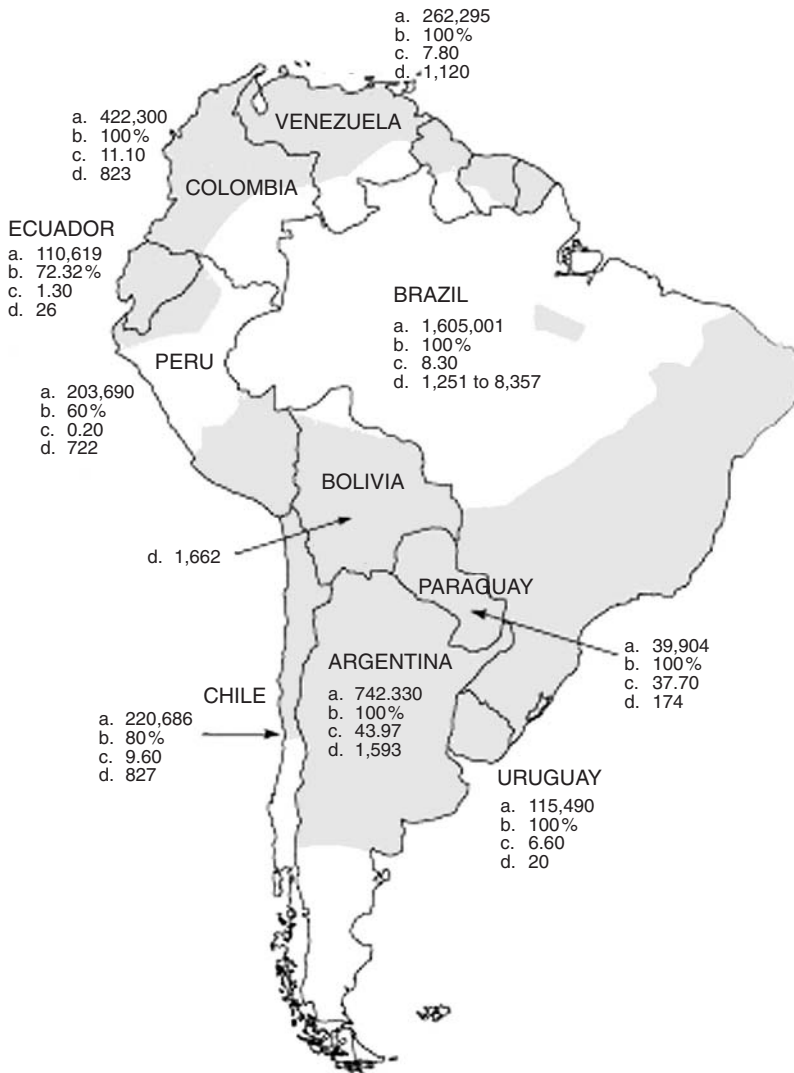 a. 262,295
b. 100%
c. 7.80
d. 1,120
VENEZUELA
a. 422,300
b. 100%
c. 11.10
d. 823
COLOMBIA
ECUADOR
a. 110,619
b. 72.32%
c. 1.30
d. 26
BRAZIL
a. 1,605,001
b. 100%
c. 8.30
d. 1,251 to 8,357
PERU
a. 203,690
b. 60%
c. 0.20
d. 722
BOLIVIA
d. 1,662
PARAGUAY
a. 39,904
b. 100%
c. 37.70
d. 174
ARGENTINA
a. 742.330
b. 100%
c. 43.97
d. 1,593
CHILE
a. 220,686
b. 80%
c. 9.60
d. 827
URUGUAY
a. 115,490
b. 100%
c. 6.60
d. 20